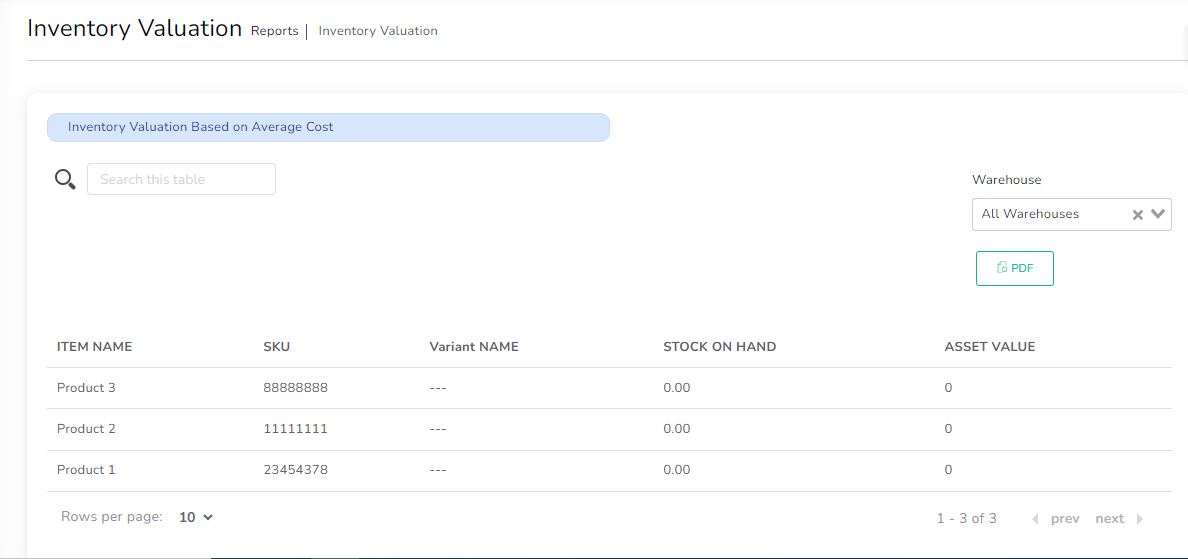 Inventory Valuation Reports | Inventory Valuation
Inventory Valuation Based on Average Cost
Search this table
Warehouse
All Warehouses
PDF
ITEM NAME SKU Variant NAME STOCK ON HAND ASSET VALUE
Product 3 88888888 --- 0.00 0
Product 2 11111111 --- 0.00 0
Product 1 23454378 --- 0.00 0
Rows per page: 10 1 - 3 of 3 prev next